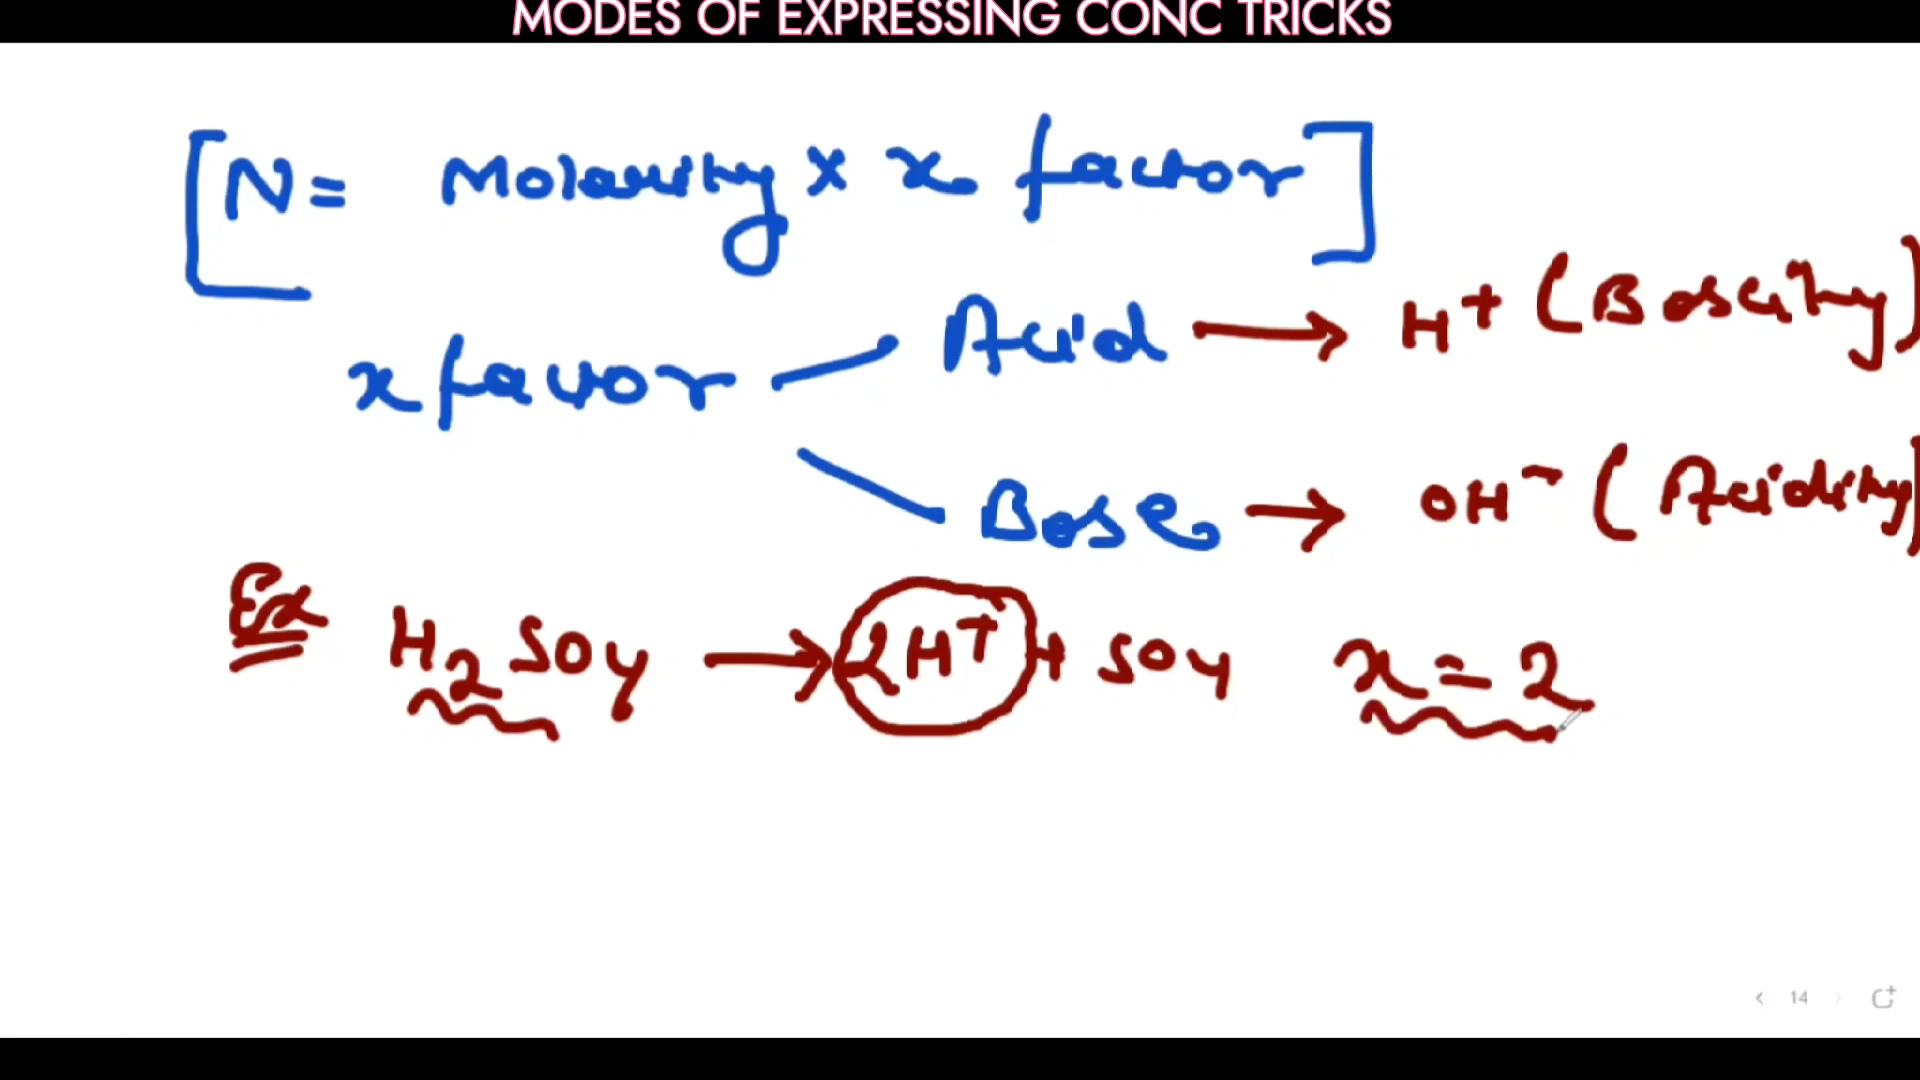 MODES OF EXPRESSING CONC TRICKS
[N = Molarity × x factor]
x factor Acid → H+ (Basicity)
Base → OH- (Acidity)
Ex H2SO4 → 2H+ + SO4 x = 2
14